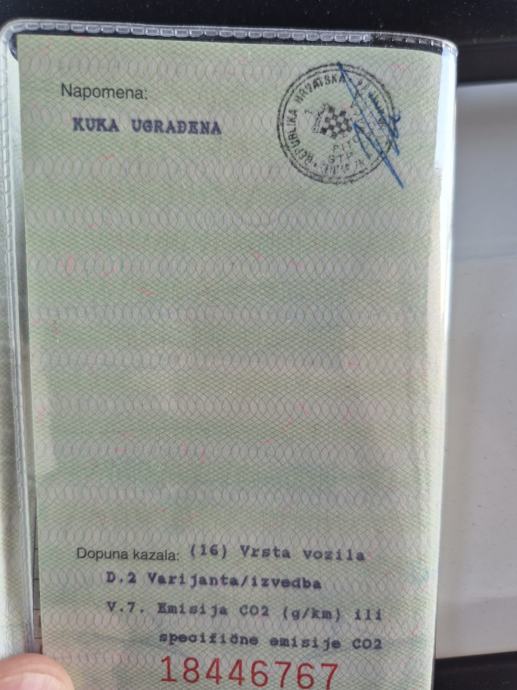 Napomena:
KUKA UGRAĐENA
REPUBLIKA HRVATSKA
Dopuna kazala: (16) Vrsta vozila
D.2 Varijanta/izvedba
V.7. Emisija CO2 (g/km) ili
specifične emisije CO2
18446767